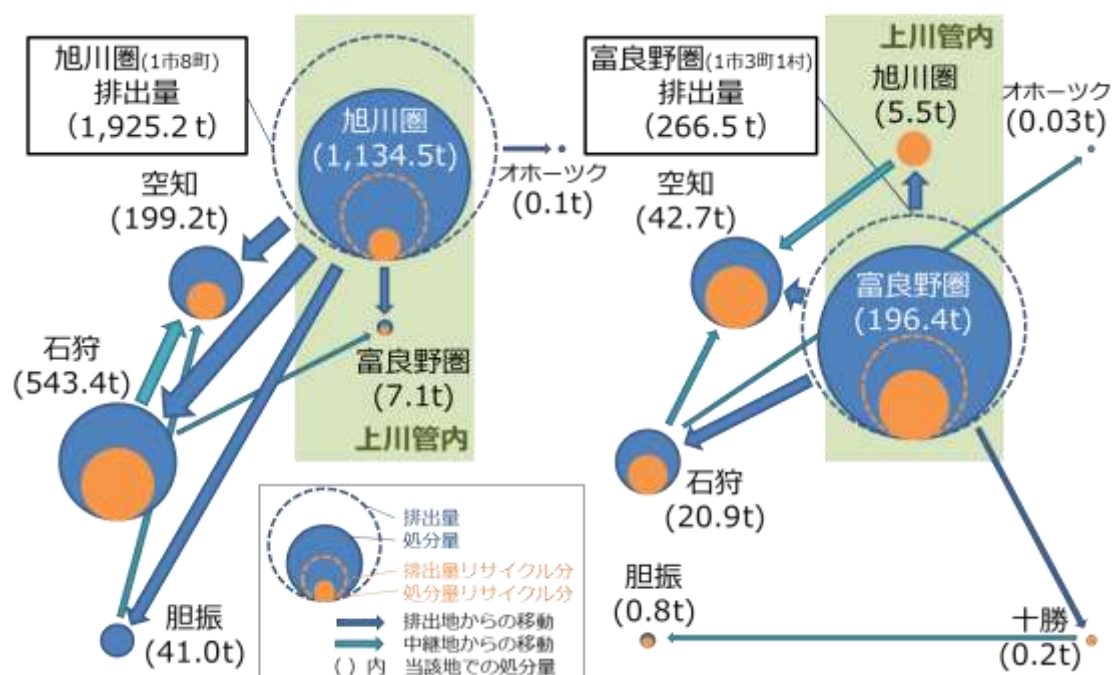 旭川圏(1市8町)
排出量
(1,925.2 t)
空知
(199.2t)
石狩
(543.4t)
胆振
(41.0t)
旭川圏
(1,134.5t)
オホーツク
(0.1t)
富良野圏
(7.1t)
上川管内
排出量
処分量
排出量リサイクル分
処分量リサイクル分
排出地からの移動
中継地からの移動
( ) 内 当該地での処分量
上川管内
富良野圏(1市3町1村)
排出量
(266.5 t)
旭川圏
(5.5t)
オホーツク
(0.03t)
空知
(42.7t)
富良野圏
(196.4t)
石狩
(20.9t)
胆振
(0.8t)
十勝
(0.2t)